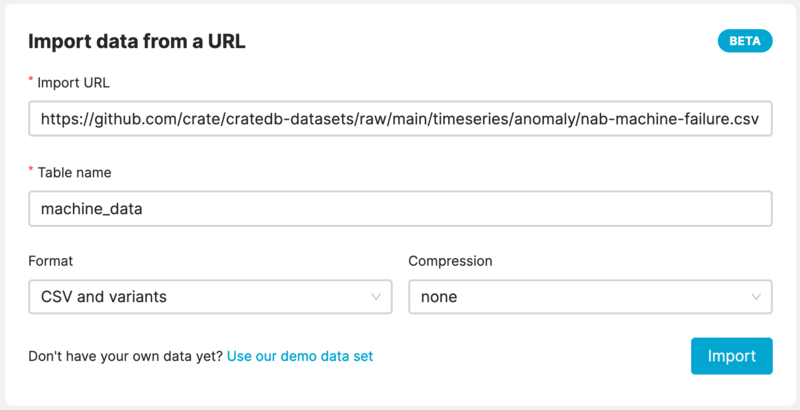 Import data from a URL
BETA
* Import URL
https://github.com/crate/cratedb-datasets/raw/main/timeseries/anomaly/nab-machine-failure.csv
* Table name
machine_data
Format
Compression
CSV and variants
none
Don't have your own data yet? Use our demo data set
Import